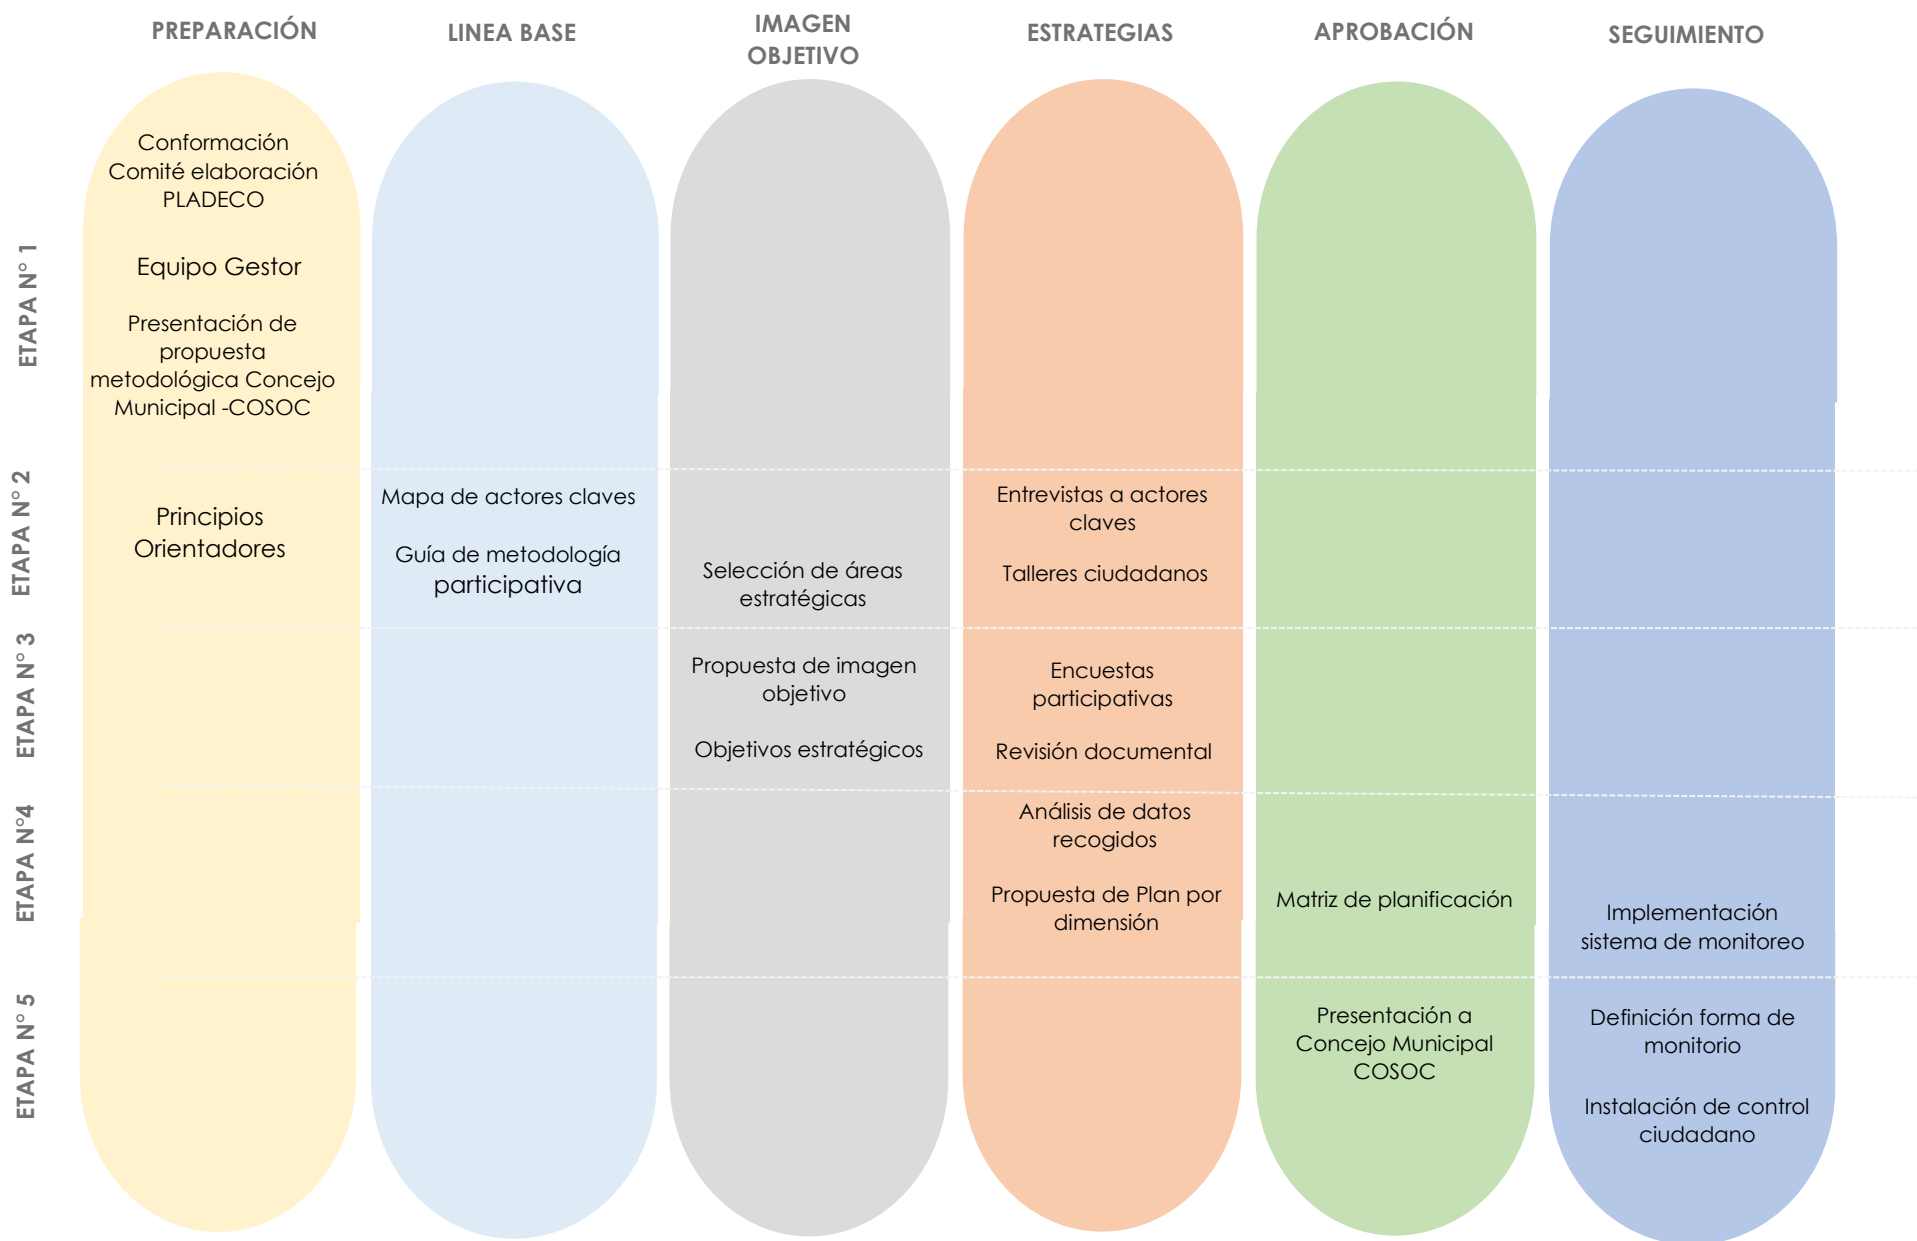 PREPARACIÓN
LINEA BASE
IMAGEN
OBJETIVO
ESTRATEGIAS
APROBACIÓN
SEGUIMIENTO
ETAPA N° 1
Conformación
Comité elaboración
PLADECO
Equipo Gestor
Presentación de
propuesta
metodológica Concejo
Municipal -COSOC
ETAPA N° 2
Principios
Orientadores
Mapa de actores claves
Guía de metodología
participativa
Selección de áreas
estratégicas
Entrevistas a actores
claves
Talleres ciudadanos
ETAPA N° 3
Propuesta de imagen
objetivo
Objetivos estratégicos
Encuestas
participativas
Revisión documental
ETAPA N°4
Análisis de datos
recogidos
Propuesta de Plan por
dimensión
Matriz de planificación
Implementación
sistema de monitoreo
ETAPA N° 5
Presentación a
Concejo Municipal
COSOC
Definición forma de
monitorio
Instalación de control
ciudadano